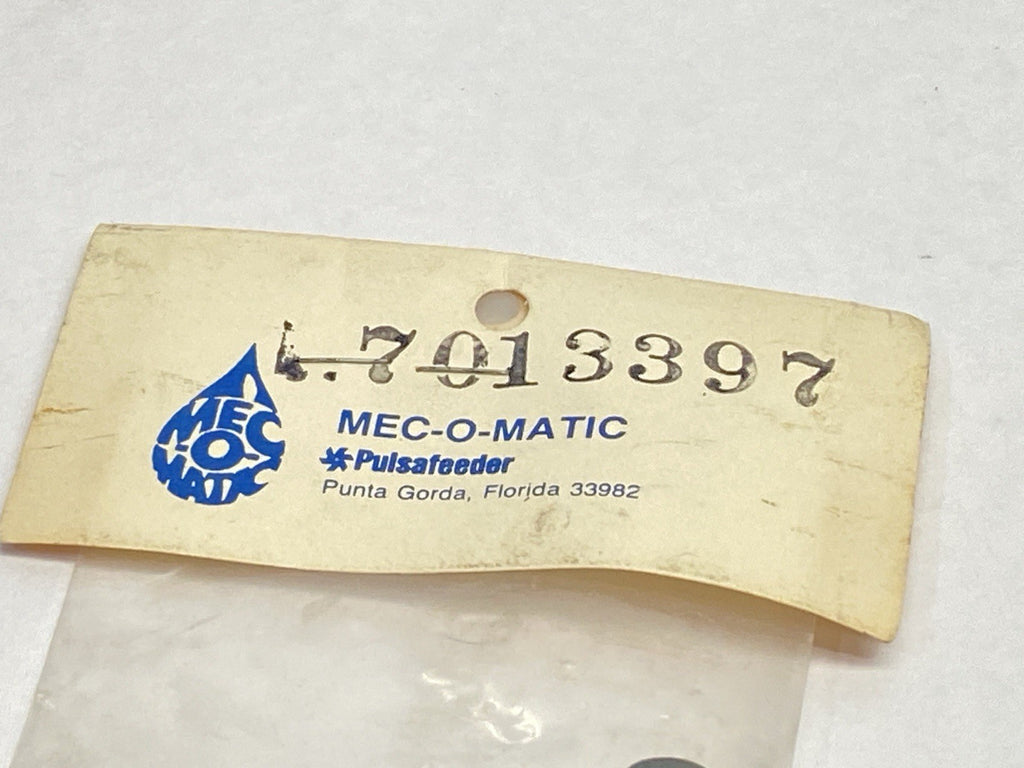 L7013397
MEC
-O-
MATIC
MEC-O-MATIC
Pulsafeeder
Punta Gorda, Florida 33982